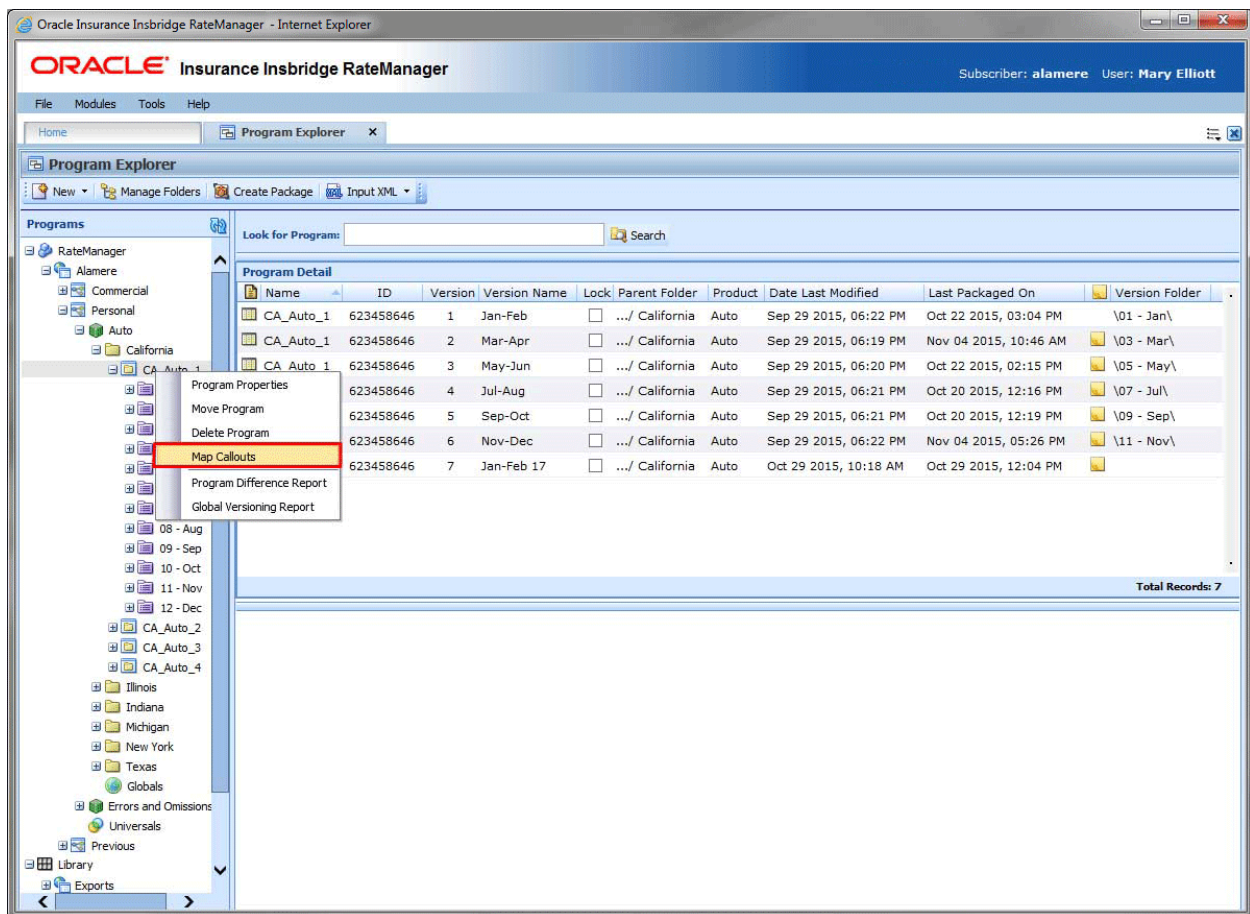 Oracle Insurance Insbridge RateManager - Internet Explorer
ORACLE® Insurance Insbridge RateManager
Subscriber: alamere User: Mary Elliott
File Modules Tools Help
Home Program Explorer x
Program Explorer
New Manage Folders Create Package Input XML
Programs
RateManager
Alamere
Commercial
Personal
Auto
California
CA_Auto_1
08 - Aug
09 - Sep
10 - Oct
11 - Nov
12 - Dec
CA_Auto_2
CA_Auto_3
CA_Auto_4
Illinois
Indiana
Michigan
New York
Texas
Globals
Errors and Omissions
Universals
Previous
Library
Exports
Program Properties
Move Program
Delete Program
Map Callouts
Program Difference Report
Global Versioning Report
Look for Program: Search
Program Detail
Name ID Version Version Name Lock Parent Folder Product Date Last Modified Last Packaged On Version Folder
CA_Auto_1 623458646 1 Jan-Feb .../ California Auto Sep 29 2015, 06:22 PM Oct 22 2015, 03:04 PM \01 - Jan\
CA_Auto_1 623458646 2 Mar-Apr .../ California Auto Sep 29 2015, 06:19 PM Nov 04 2015, 10:46 AM \03 - Mar\
CA_Auto_1 623458646 3 May-Jun .../ California Auto Sep 29 2015, 06:20 PM Oct 22 2015, 02:15 PM \05 - May\
623458646 4 Jul-Aug .../ California Auto Sep 29 2015, 06:21 PM Oct 20 2015, 12:16 PM \07 - Jul\
623458646 5 Sep-Oct .../ California Auto Sep 29 2015, 06:21 PM Oct 20 2015, 12:19 PM \09 - Sep\
623458646 6 Nov-Dec .../ California Auto Sep 29 2015, 06:22 PM Nov 04 2015, 05:26 PM \11 - Nov\
623458646 7 Jan-Feb 17 .../ California Auto Oct 29 2015, 10:18 AM Oct 29 2015, 12:04 PM
Total Records: 7